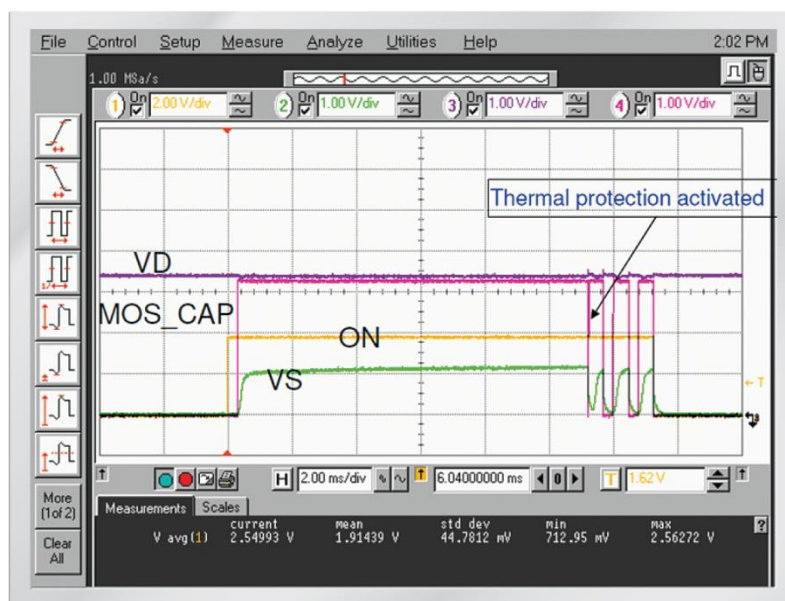 File Control Setup Measure Analyze Utilities Help 2:02 PM
1.00 MSa/s
1 On 2.00 V/div 2 On 1.00 V/div 3 On 1.00 V/div 4 On 1.00 V/div
Thermal protection activated
VD
MOS_CAP
ON
VS
T
H 2.00 ms/div 6.04000000 ms 0 T 1.62 V
More
(1 of 2)
Clear
All
Measurements Scales
current mean std dev min max ?
V avg(1) 2.54993 V 1.91439 V 44.7812 mV 712.95 mV 2.56272 V